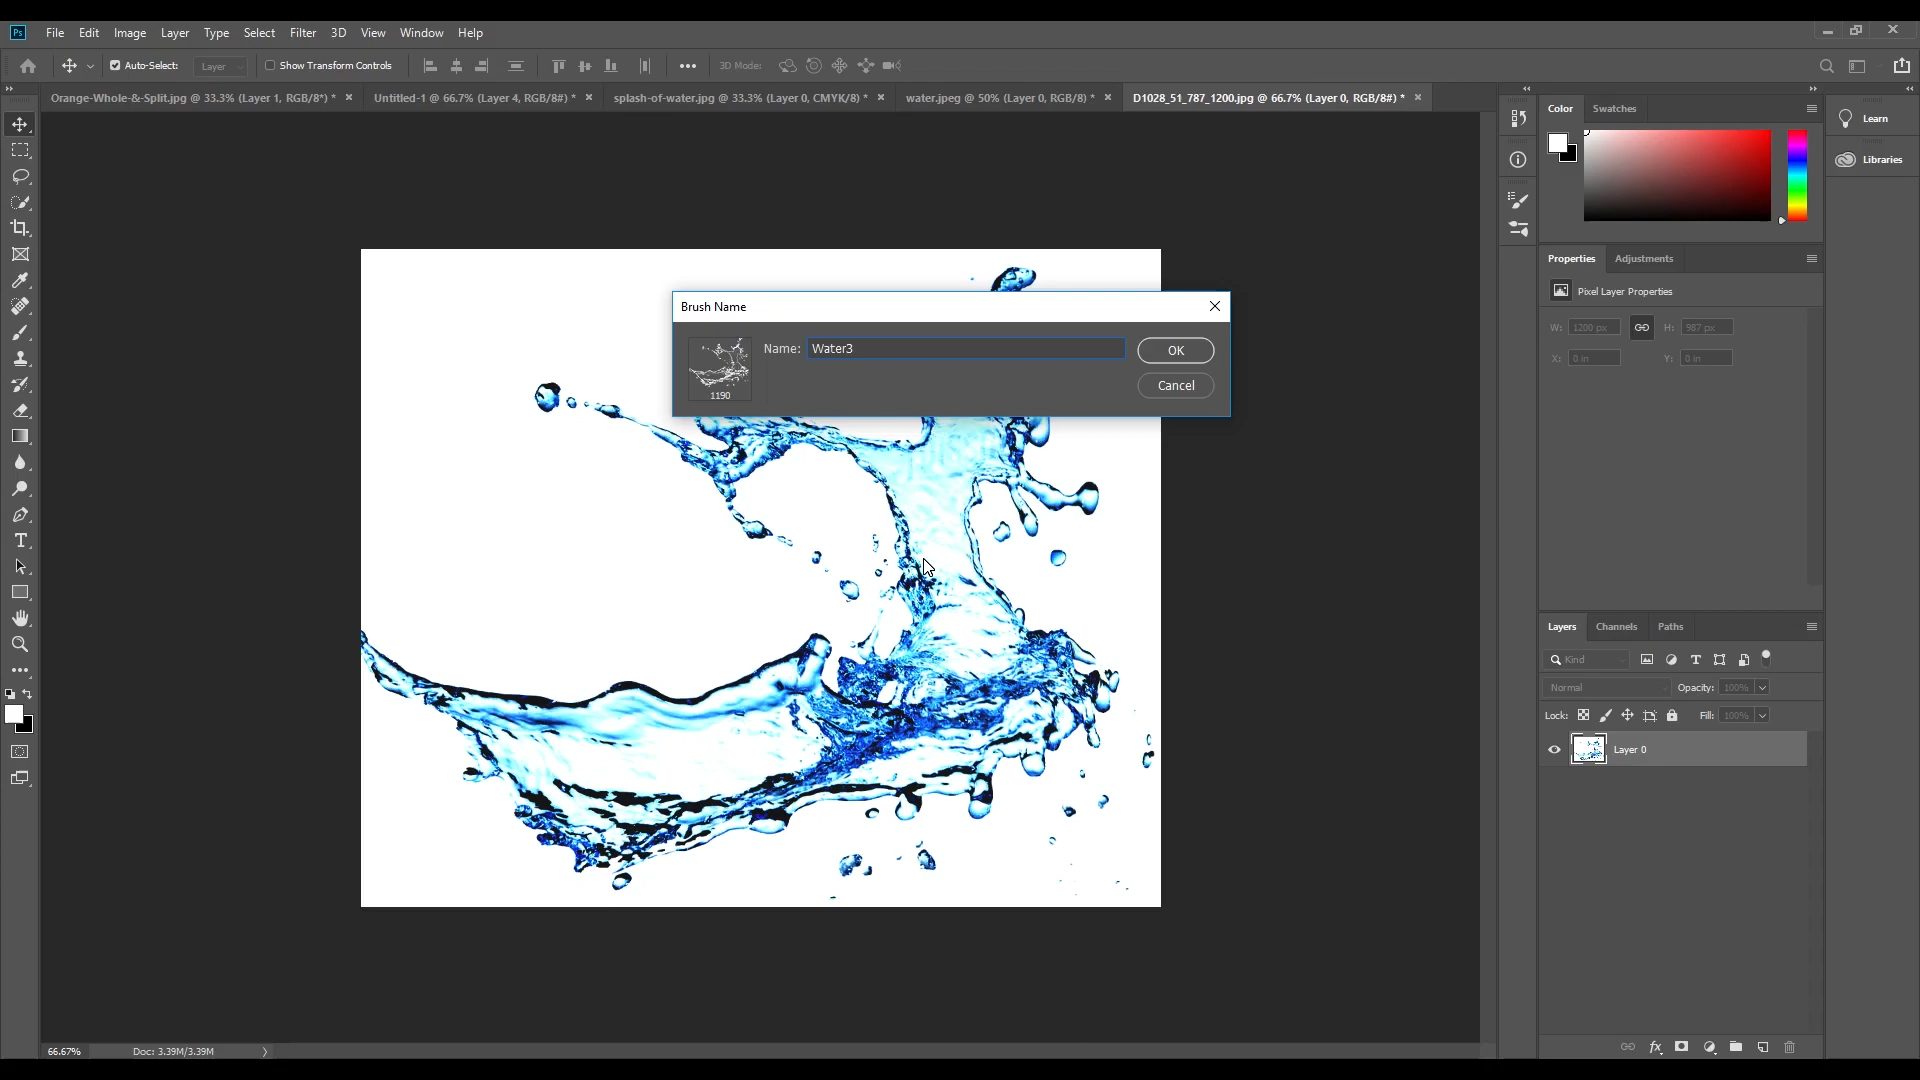 Ps File Edit Image Layer Type Select Filter 3D View Window Help
Auto-Select: Layer Show Transform Controls 3D Mode:
Orange-Whole-&-Split.jpg @ 33.3% (Layer 1, RGB/8*) * Untitled-1 @ 66.7% (Layer 4, RGB/8#) * splash-of-water.jpg @ 33.3% (Layer 0, CMYK/8) * water.jpeg @ 50% (Layer 0, RGB/8) * D1028_51_787_1200.jpg @ 66.7% (Layer 0, RGB/8#) *
Color Swatches
Learn
Libraries
Properties Adjustments
Pixel Layer Properties
W: 1200 px H: 987 px
X: 0 in Y: 0 in
Brush Name
Name: Water3 OK
Cancel
1190
Layers Channels Paths
Kind
Normal Opacity: 100%
Lock: Fill: 100%
Layer 0
fx
66.67% Doc: 3.39M/3.39M